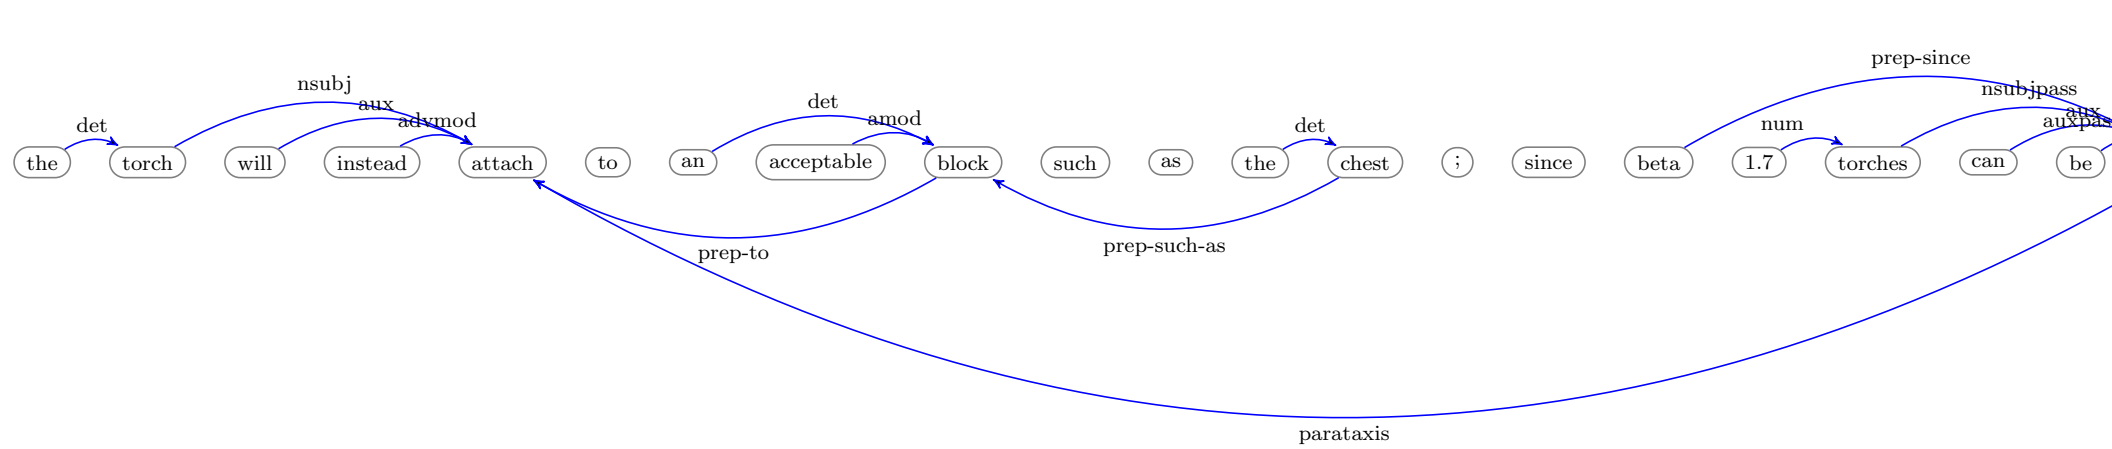 prep-since
nsubj
nsubjpass
det
aux
aux
amod
advmod
auxpas
det
det
num
the torch will instead attach to an acceptable block such as the chest ; since beta 1.7 torches can be
prep-to
prep-such-as
parataxis